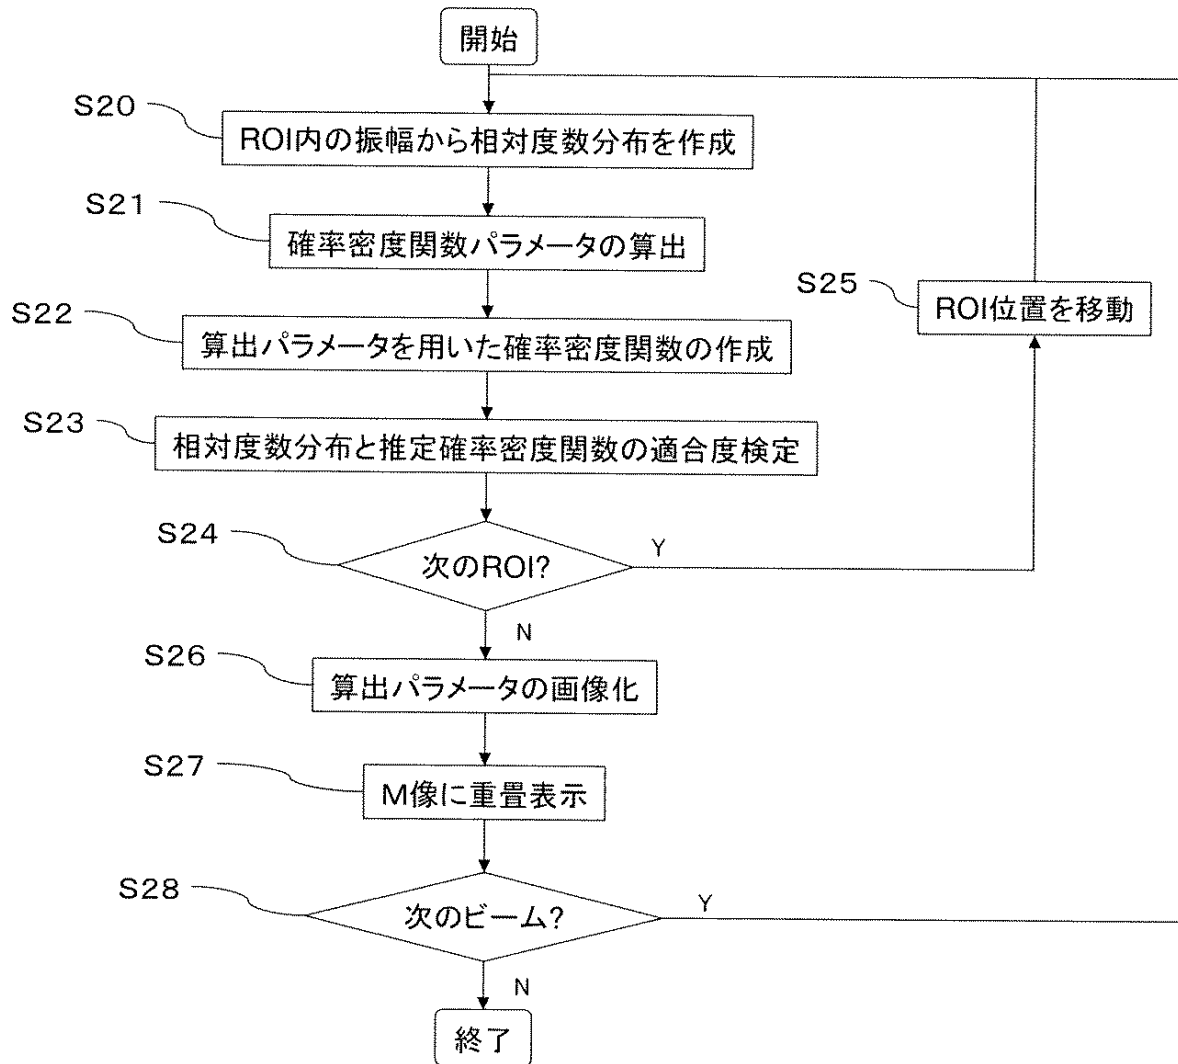 開始
S20
ROI内の振幅から相対度数分布を作成
S21
確率密度関数パラメータの算出
S25
ROI位置を移動
S22
算出パラメータを用いた確率密度関数の作成
S23
相対度数分布と推定確率密度関数の適合度検定
S24
次のROI?
Y
N
S26
算出パラメータの画像化
S27
M像に重畳表示
S28
次のビーム?
Y
N
終了